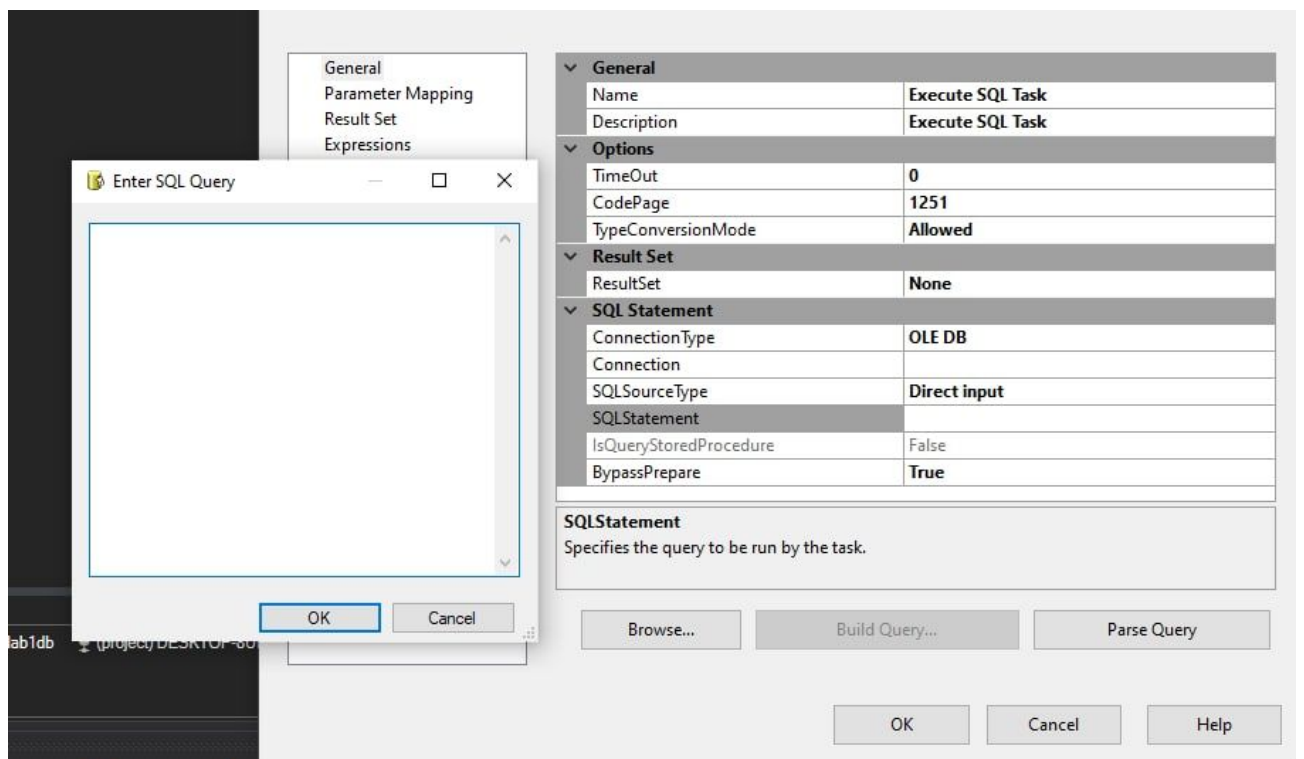 General
Parameter Mapping
Result Set
Expressions
Enter SQL Query
OK
Cancel
General
Name Execute SQL Task
Description Execute SQL Task
Options
TimeOut 0
CodePage 1251
TypeConversionMode Allowed
Result Set
ResultSet None
SQL Statement
ConnectionType OLE DB
Connection
SQLSourceType Direct input
SQLStatement
IsQueryStoredProcedure False
BypassPrepare True
SQLStatement
Specifies the query to be run by the task.
Browse... Build Query... Parse Query
lab1db (project)
OK Cancel Help